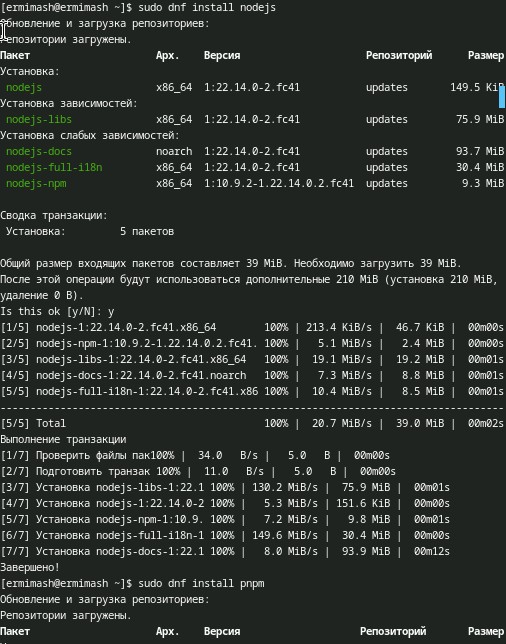 [ermimash@ermimash ~]$ sudo dnf install nodejs
Обновление и загрузка репозиториев:
Репозитории загружены.
Пакет Арх. Версия Репозиторий Размер
Установка:
nodejs x86_64 1:22.14.0-2.fc41 updates 149.5 KiB
Установка зависимостей:
nodejs-libs x86_64 1:22.14.0-2.fc41 updates 75.9 MiB
Установка слабых зависимостей:
nodejs-docs noarch 1:22.14.0-2.fc41 updates 93.7 MiB
nodejs-full-i18n x86_64 1:22.14.0-2.fc41 updates 30.4 MiB
nodejs-npm x86_64 1:10.9.2-1.22.14.0.2.fc41 updates 9.3 MiB
Сводка транзакции:
Установка: 5 пакетов
Общий размер входящих пакетов составляет 39 MiB. Необходимо загрузить 39 MiB.
После этой операции будут использоваться дополнительные 210 MiB (установка 210 MiB,
удаление 0 B).
Is this ok [y/N]: y
[1/5] nodejs-1:22.14.0-2.fc41.x86_64 100% | 213.4 KiB/s | 46.7 KiB | 00m00s
[2/5] nodejs-npm-1:10.9.2-1.22.14.0.2.fc41. 100% | 5.1 MiB/s | 2.4 MiB | 00m00s
[3/5] nodejs-libs-1:22.14.0-2.fc41.x86_64 100% | 19.1 MiB/s | 19.2 MiB | 00m01s
[4/5] nodejs-docs-1:22.14.0-2.fc41.noarch 100% | 7.3 MiB/s | 8.8 MiB | 00m01s
[5/5] nodejs-full-i18n-1:22.14.0-2.fc41.x86 100% | 10.4 MiB/s | 8.5 MiB | 00m01s
--------------------------------------------------------------------------------
[5/5] Total 100% | 20.7 MiB/s | 39.0 MiB | 00m02s
Выполнение транзакции
[1/7] Проверить файлы пак100% | 34.0 B/s | 5.0 B | 00m00s
[2/7] Подготовить транзак 100% | 11.0 B/s | 5.0 B | 00m00s
[3/7] Установка nodejs-libs-1:22.1 100% | 130.2 MiB/s | 75.9 MiB | 00m01s
[4/7] Установка nodejs-1:22.14.0-2 100% | 5.3 MiB/s | 151.6 KiB | 00m00s
[5/7] Установка nodejs-npm-1:10.9. 100% | 7.2 MiB/s | 9.8 MiB | 00m01s
[6/7] Установка nodejs-full-i18n-1 100% | 149.6 MiB/s | 30.4 MiB | 00m00s
[7/7] Установка nodejs-docs-1:22.1 100% | 8.0 MiB/s | 93.9 MiB | 00m12s
Завершено!
[ermimash@ermimash ~]$ sudo dnf install pnpm
Обновление и загрузка репозиториев:
Репозитории загружены.
Пакет Арх. Версия Репозиторий Размер